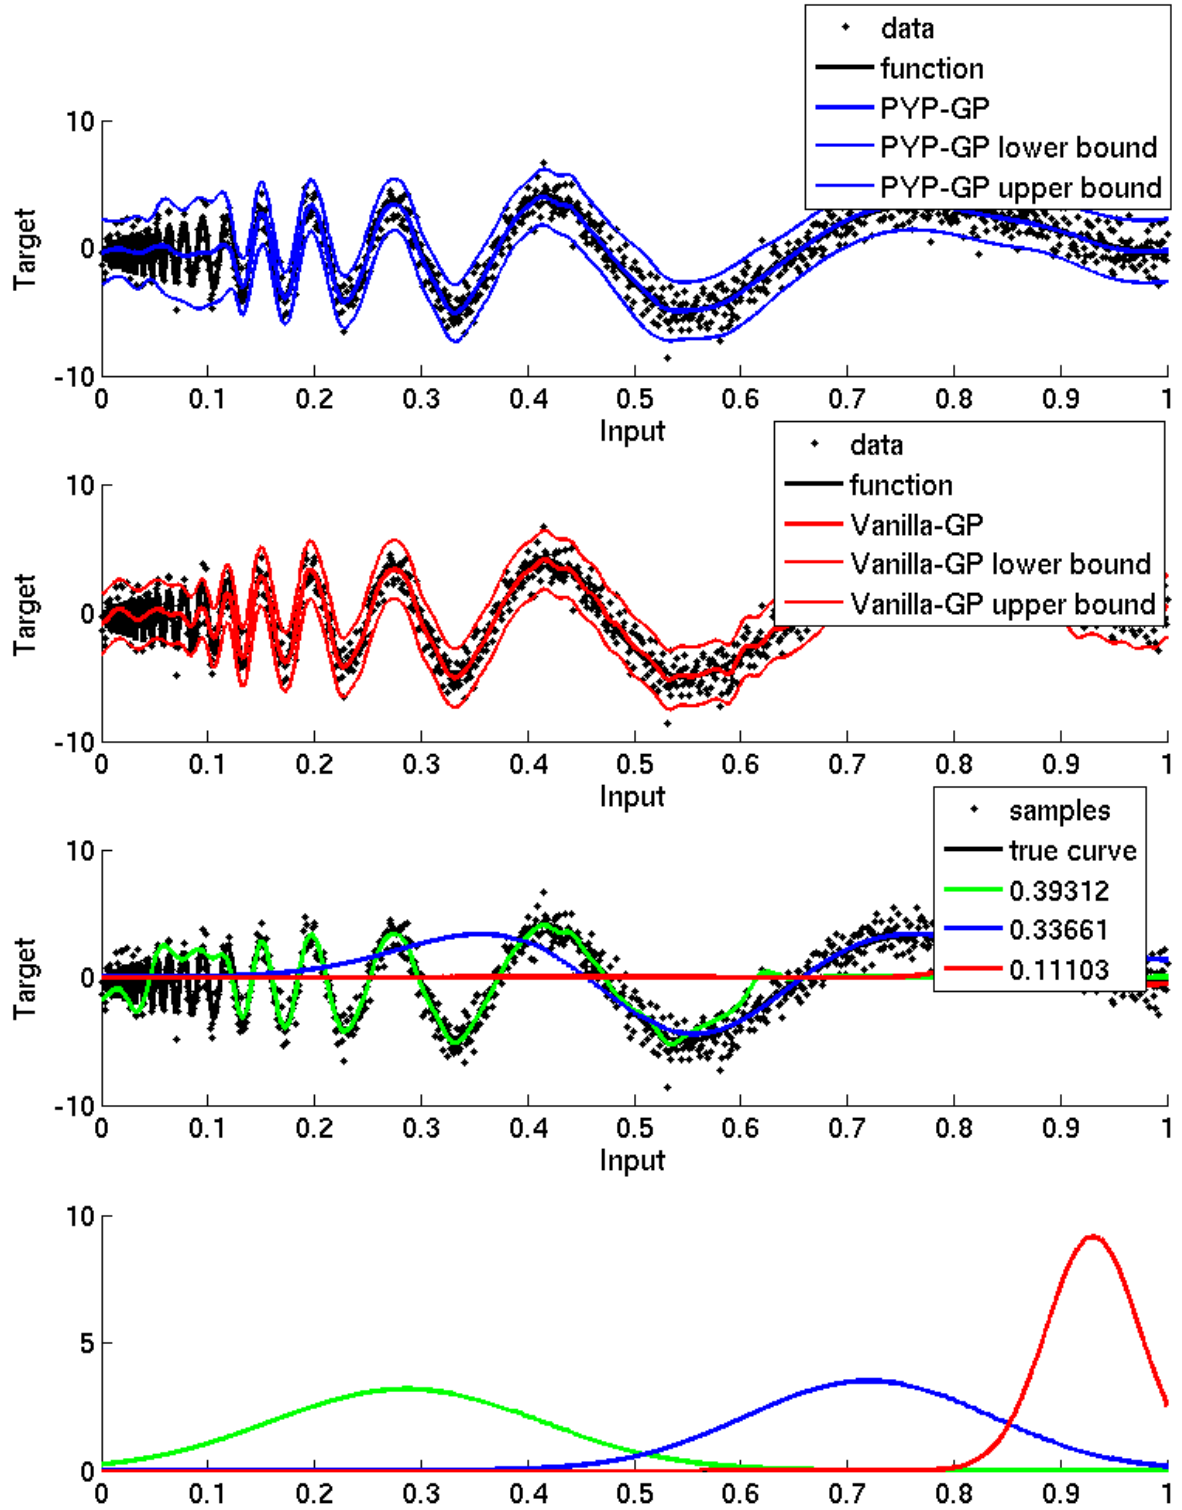 data
function
PYP-GP
PYP-GP lower bound
PYP-GP upper bound
10
0
-10
Target
0 0.1 0.2 0.3 0.4 0.5 0.6 0.7 0.8 0.9 1
Input
data
function
Vanilla-GP
Vanilla-GP lower bound
Vanilla-GP upper bound
10
0
-10
Target
0 0.1 0.2 0.3 0.4 0.5 0.6 0.7 0.8 0.9 1
Input
samples
true curve
0.39312
0.33661
0.11103
10
0
-10
Target
0 0.1 0.2 0.3 0.4 0.5 0.6 0.7 0.8 0.9 1
Input
10
5
0
0 0.1 0.2 0.3 0.4 0.5 0.6 0.7 0.8 0.9 1